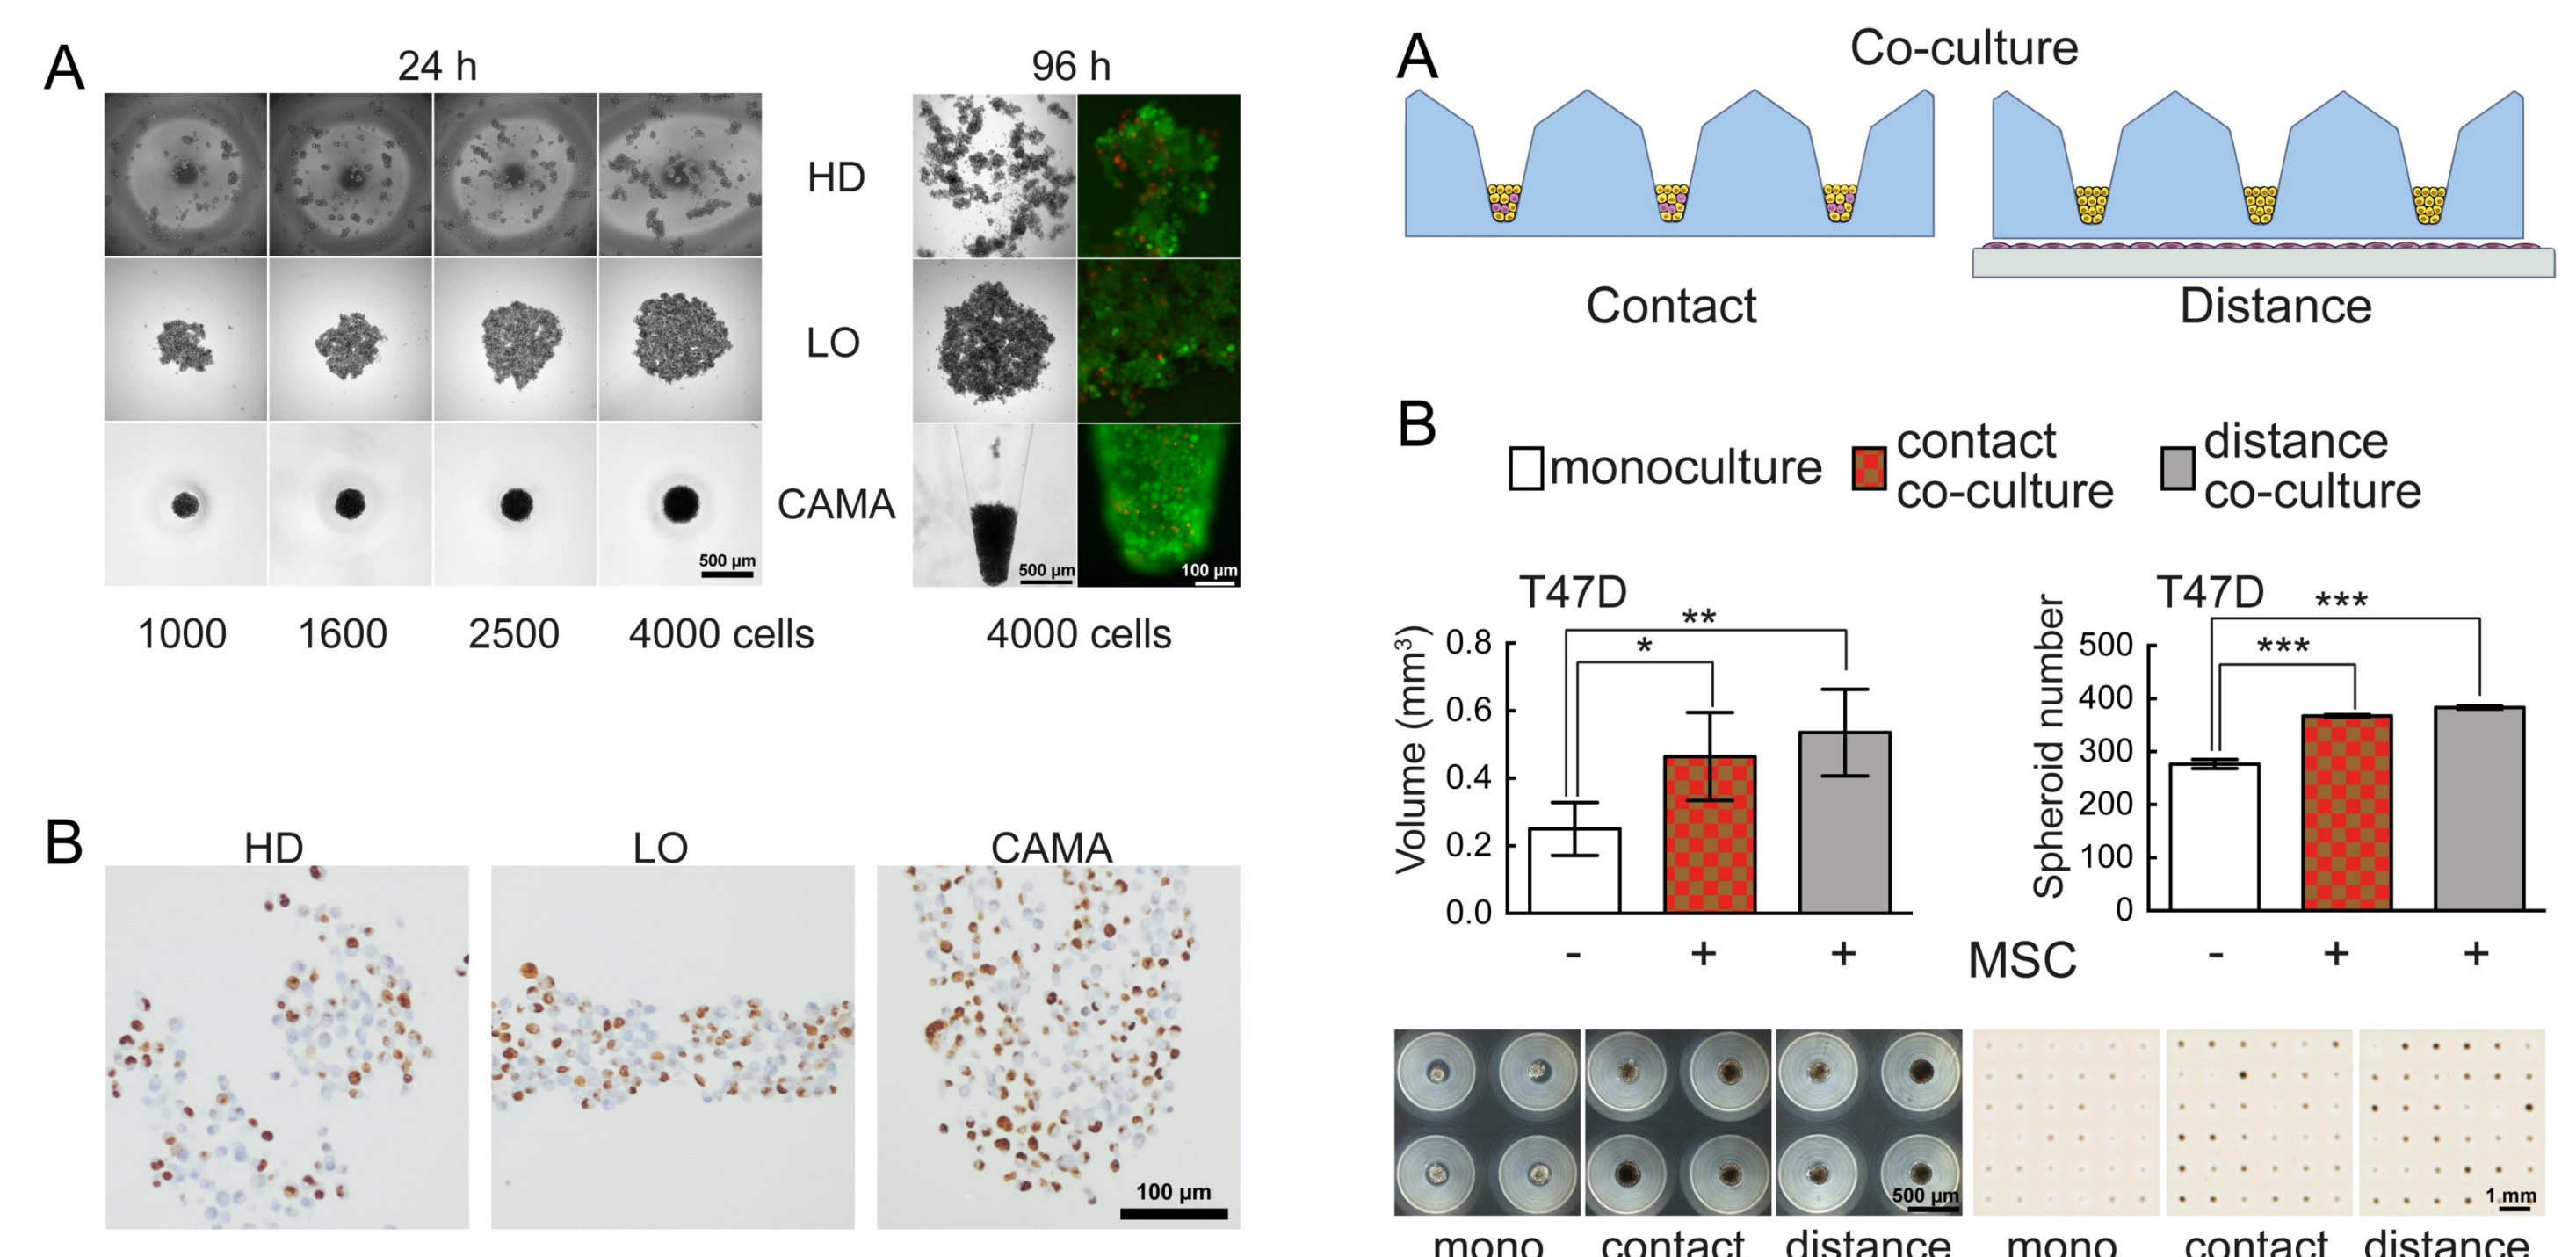 A
24 h
96 h
HD
LO
CAMA
500 µm
500 µm
100 µm
1000
1600
2500
4000 cells
4000 cells
B
HD
LO
CAMA
100 µm
A
Co-culture
Contact
Distance
B
monoculture
contact
co-culture
distance
co-culture
T47D
**
*
Volume (mm³)
0.8
0.6
0.4
0.2
0.0
-
+
+
T47D
***
***
Spheroid number
500
400
300
200
100
0
MSC
-
+
+
500 µm
1 mm
mono
contact
distance
mono
contact
distance